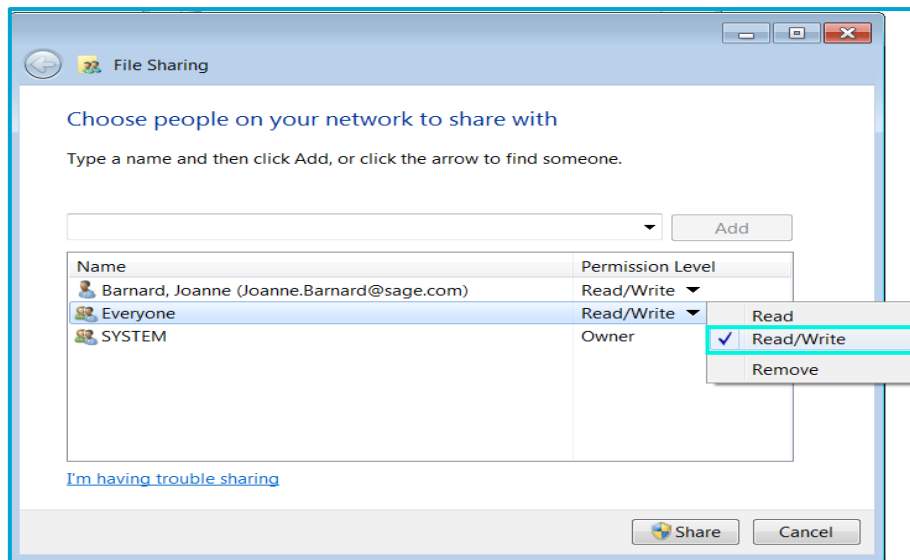 File Sharing
Choose people on your network to share with
Type a name and then click Add, or click the arrow to find someone.
Add
Name Permission Level
Barnard, Joanne (Joanne.Barnard@sage.com) Read/Write
Everyone Read/Write
Read
SYSTEM Owner
Read/Write
Remove
I'm having trouble sharing
Share Cancel